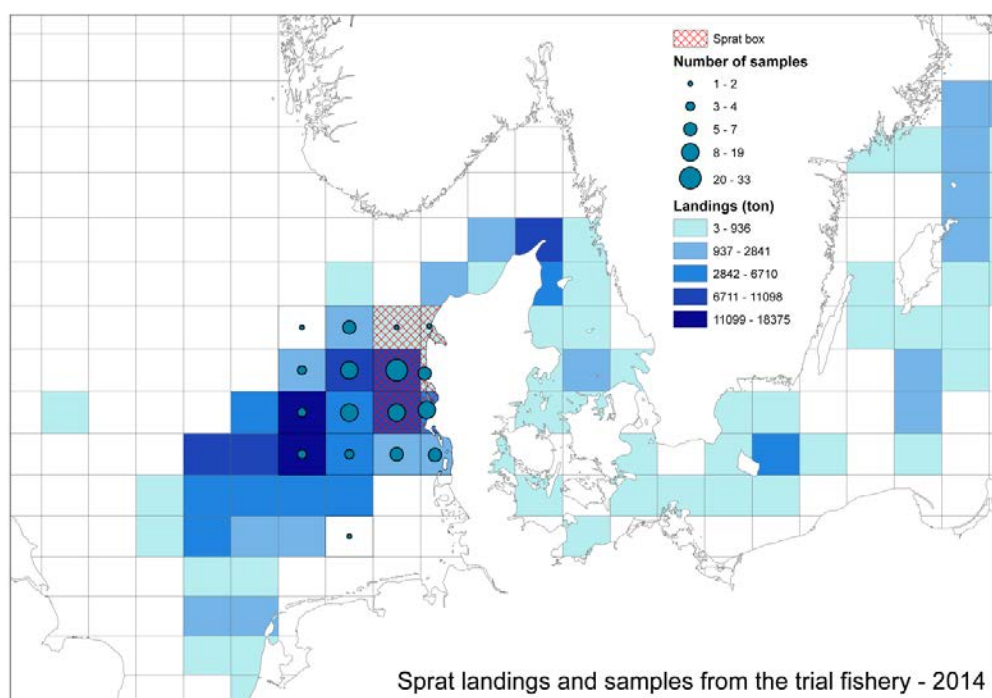 Sprat box
Number of samples
1 - 2
3 - 4
5 - 7
8 - 19
20 - 33
Landings (ton)
3 - 936
937 - 2841
2842 - 6710
6711 - 11098
11099 - 18375
Sprat landings and samples from the trial fishery - 2014